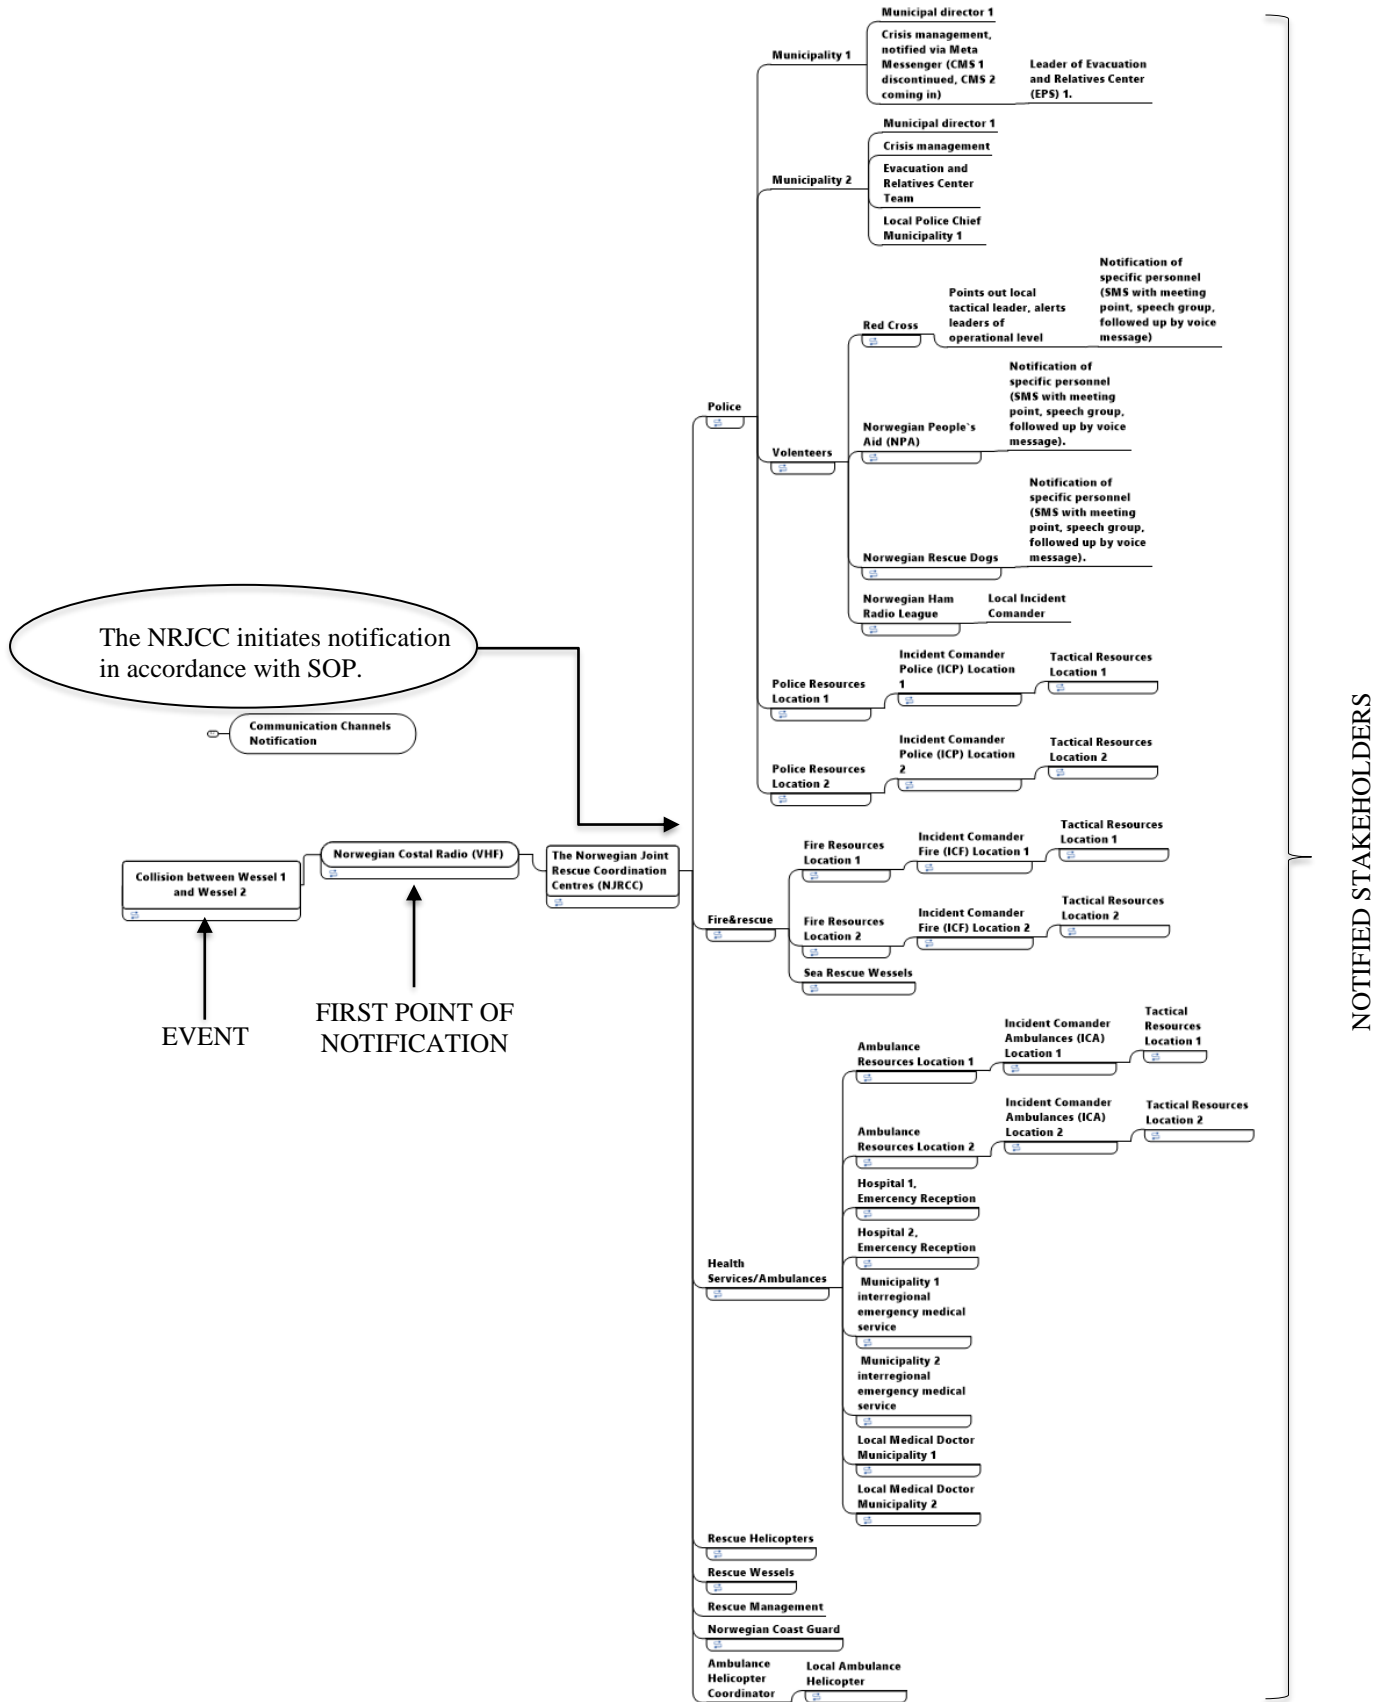 Municipal director 1
Municipality 1
Crisis management,
notified via Meta
Messenger (CMS 1
discontinued, CMS 2
coming in)
Leader of Evacuation
and Relatives Center
(EPS) 1.
Municipal director 1
Crisis management
Municipality 2
Evacuation and
Relatives Center
Team
Local Police Chief
Municipality 1
Police
Volenteers
Red Cross
Points out local
tactical leader, alerts
leaders of
operational level
Notification of
specific personnel
(SMS with meeting
point, speech group,
followed up by voice
message)
Norwegian People`s
Aid (NPA)
Notification of
specific personnel
(SMS with meeting
point, speech group,
followed up by voice
message).
Norwegian Rescue Dogs
Notification of
specific personnel
(SMS with meeting
point, speech group,
followed up by voice
message).
Norwegian Ham
Radio League
Local Incident
Comander
Police Resources
Location 1
Incident Comander
Police (ICP) Location
1
Tactical Resources
Location 1
Police Resources
Location 2
Incident Comander
Police (ICP) Location
2
Tactical Resources
Location 2
The NRJCC initiates notification
in accordance with SOP.
Communication Channels
Notification
Collision between Wessel 1
and Wessel 2
Norwegian Costal Radio (VHF)
The Norwegian Joint
Rescue Coordination
Centres (NJRCC)
EVENT
FIRST POINT OF
NOTIFICATION
Fire&rescue
Fire Resources
Location 1
Incident Comander
Fire (ICF) Location 1
Tactical Resources
Location 1
Fire Resources
Location 2
Incident Comander
Fire (ICF) Location 2
Tactical Resources
Location 2
Sea Rescue Wessels
Health
Services/Ambulances
Ambulance
Resources Location 1
Incident Comander
Ambulances (ICA)
Location 1
Tactical
Resources
Location 1
Ambulance
Resources Location 2
Incident Comander
Ambulances (ICA)
Location 2
Tactical Resources
Location 2
Hospital 1,
Emercency Reception
Hospital 2,
Emercency Reception
Municipality 1
interregional
emergency medical
service
Municipality 2
interregional
emergency medical
service
Local Medical Doctor
Municipality 1
Local Medical Doctor
Municipality 2
Rescue Helicopters
Rescue Wessels
Rescue Management
Norwegian Coast Guard
Ambulance
Helicopter
Coordinator
Local Ambulance
Helicopter
NOTIFIED STAKEHOLDERS